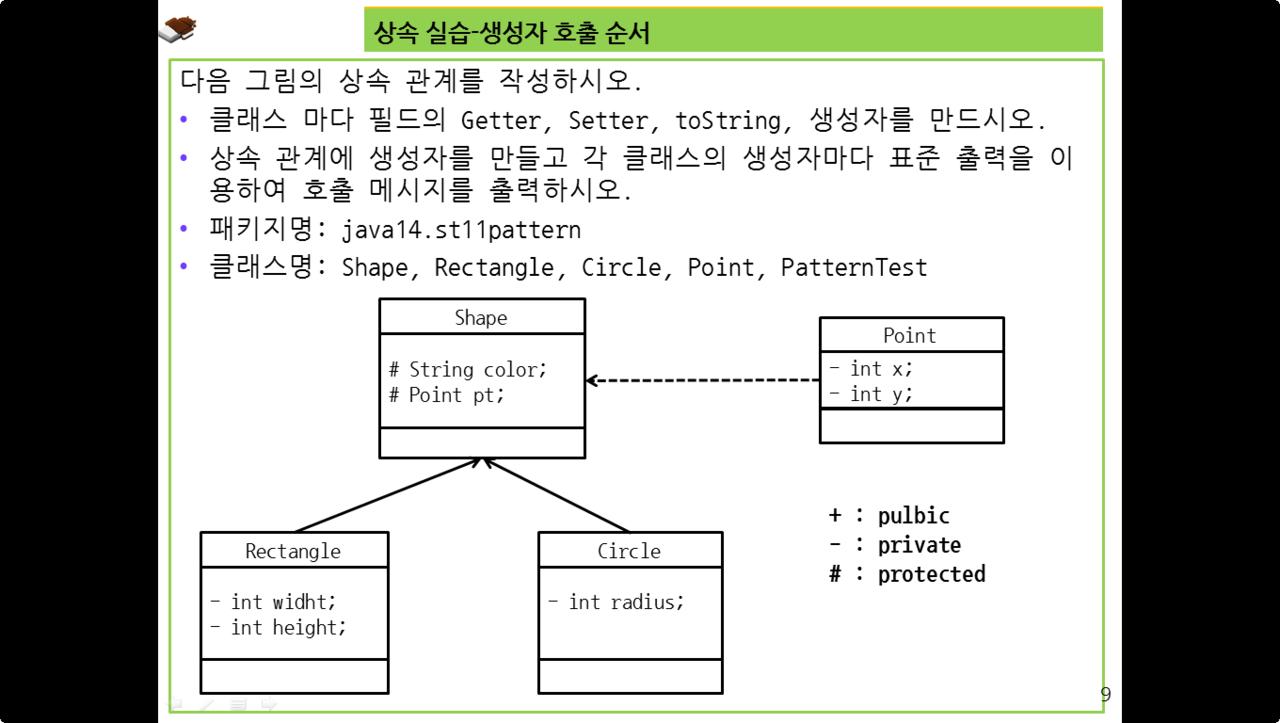 상속 실습-생성자 호출 순서
다음 그림의 상속 관계를 작성하시오.
• 클래스 마다 필드의 Getter, Setter, toString, 생성자를 만드시오.
• 상속 관계에 생성자를 만들고 각 클래스의 생성자마다 표준 출력을 이
용하여 호출 메시지를 출력하시오.
• 패키지명: java14.st11pattern
• 클래스명: Shape, Rectangle, Circle, Point, PatternTest
Shape
# String color;
# Point pt;
Point
- int x;
- int y;
Rectangle
- int widht;
- int height;
Circle
- int radius;
+ : pulbic
- : private
# : protected
9